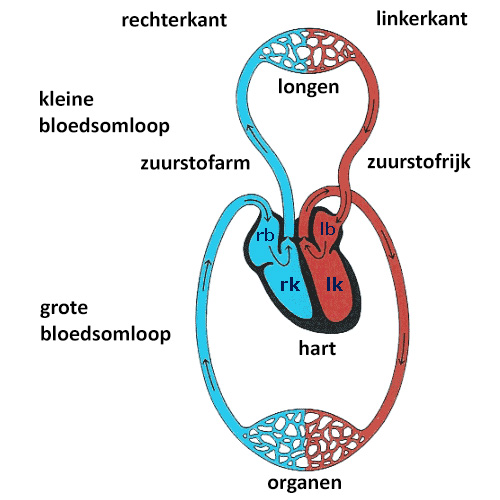 rechterkant
linkerkant
longen
kleine
bloedsomloop
zuurstofarm
zuurstofrijk
rb
lb
rk
lk
grote
bloedsomloop
hart
organen